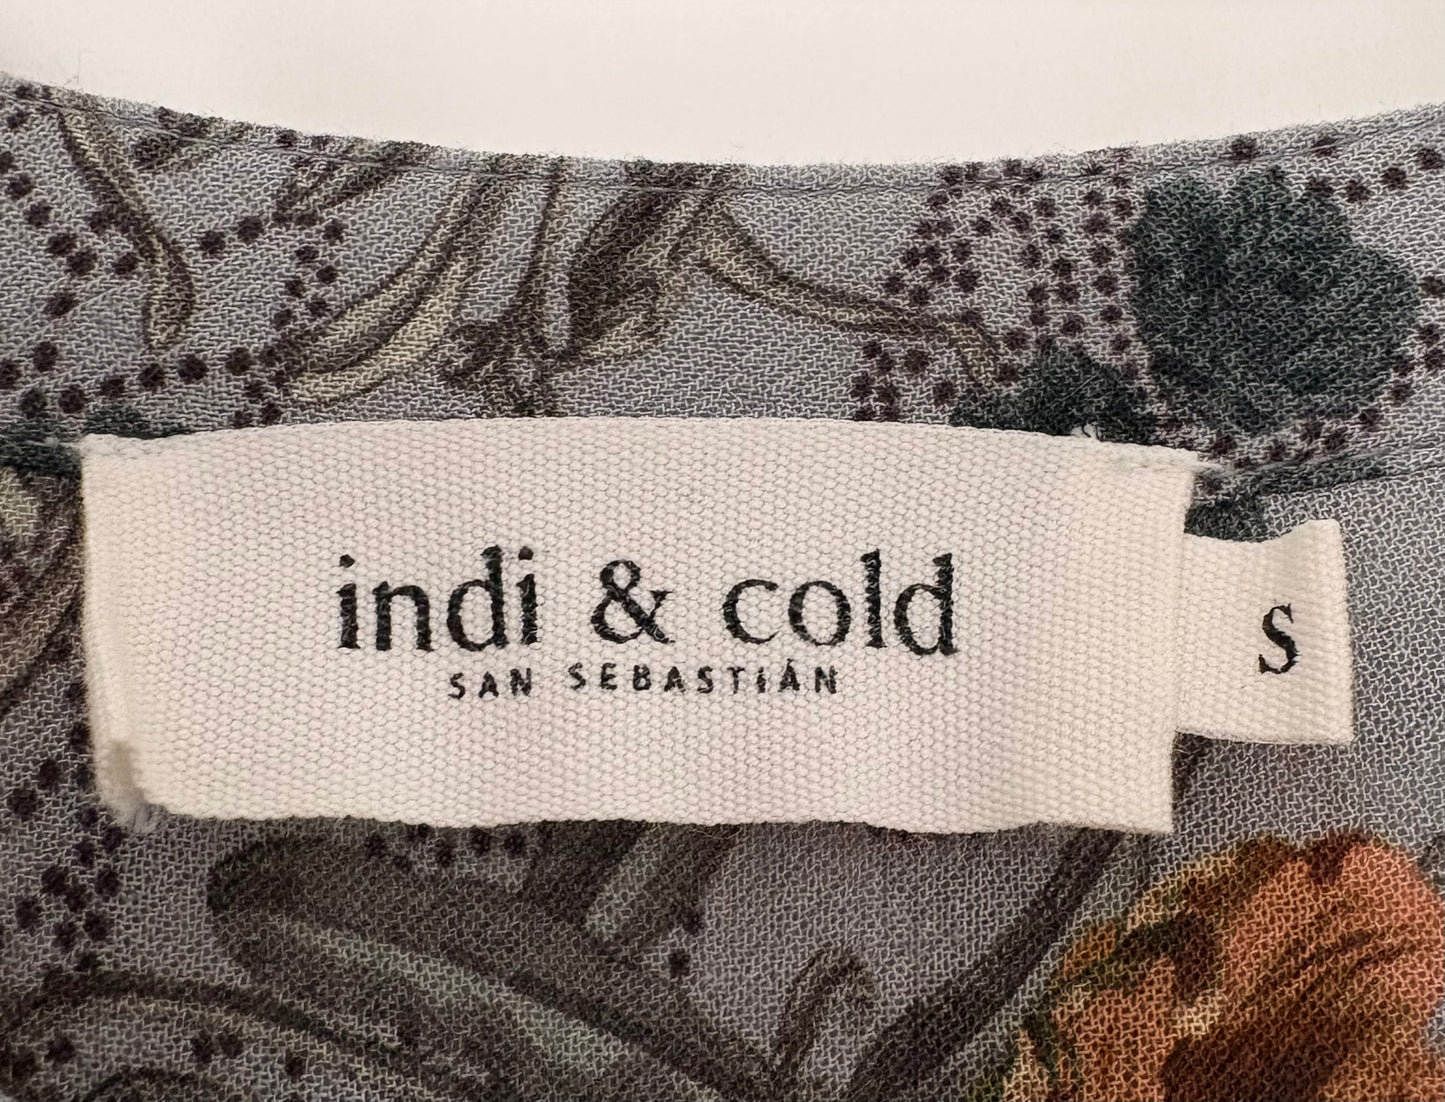 indi & cold
SAN SEBASTIÁN
S